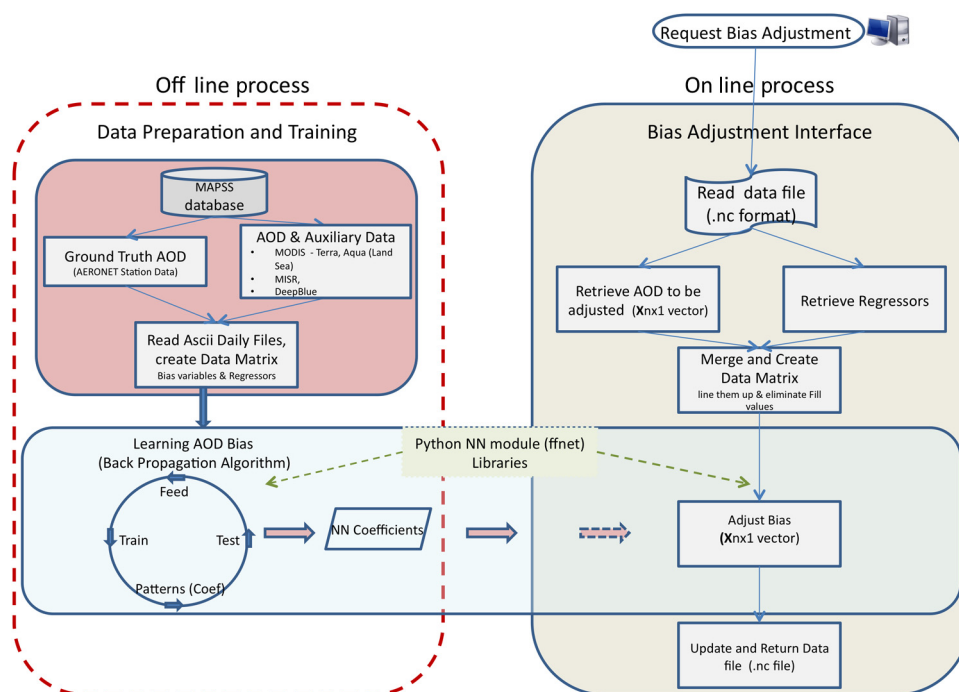 Request Bias Adjustment
Off line process
On line process
Data Preparation and Training
Bias Adjustment Interface
MAPSS
database
Ground Truth AOD
(AERONET Station Data)
AOD & Auxiliary Data
• MODIS - Terra, Aqua (Land
Sea)
• MISR,
• DeepBlue
Read Ascii Daily Files,
create Data Matrix
Bias variables & Regressors
Read data file
(.nc format)
Retrieve AOD to be
adjusted (Xnx1 vector)
Retrieve Regressors
Merge and Create
Data Matrix
line them up & eliminate Fill
values
Learning AOD Bias
(Back Propagation Algorithm)
Feed
Train
Test
Patterns (Coef)
NN Coefficients
Python NN module (ffnet)
Libraries
Adjust Bias
(Xnx1 vector)
Update and Return Data
file (.nc file)